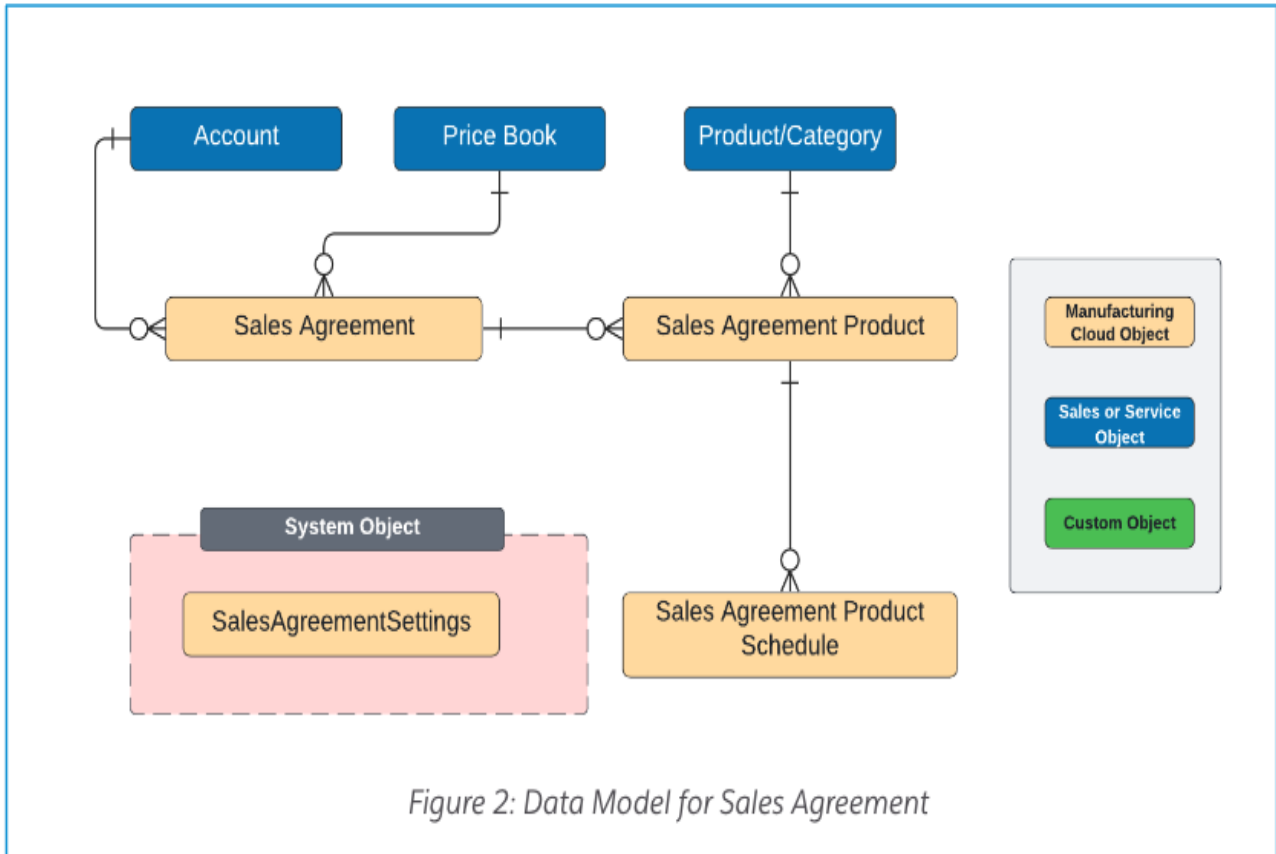 Account
Price Book
Product/Category
Sales Agreement
Sales Agreement Product
Manufacturing
Cloud Object
Sales or Service
Object
Custom Object
System Object
SalesAgreementSettings
Sales Agreement Product
Schedule
Figure 2: Data Model for Sales Agreement